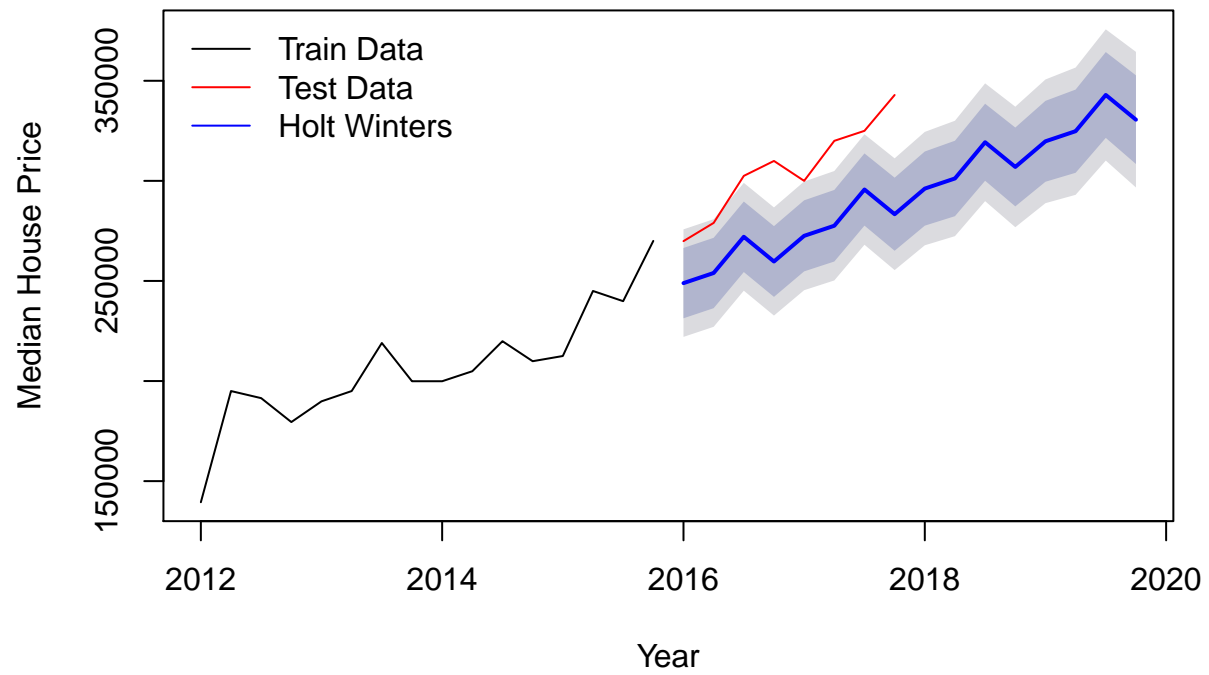 Train Data
Test Data
Holt Winters
Median House Price
350000
250000
150000
2012 2014 2016 2018 2020
Year